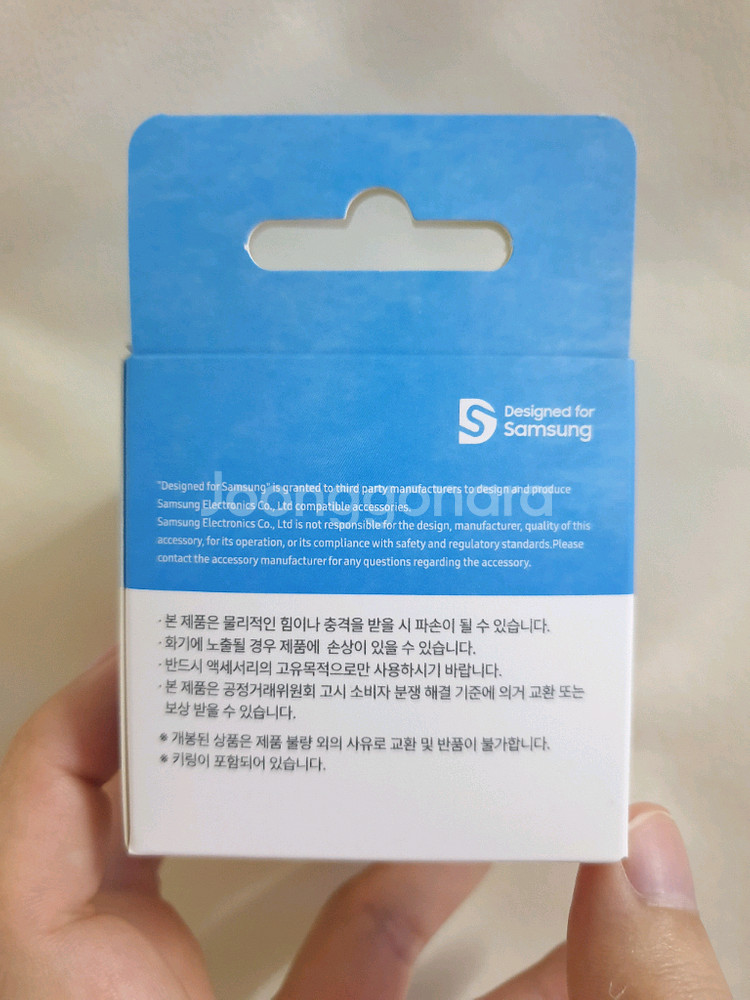 Designed for
Samsung
"Designed for Samsung" is granted to third party manufacturers to design and produce
Samsung Electronics Co., Ltd compatible accessories.
Joonggonara
Samsung Electronics Co., Ltd is not responsible for the design, manufacturer, quality of this
accessory, for its operation, or its compliance with safety and regulatory standards.Please
contact the accessory manufacturer for any questions regarding the accessory.
· 본 제품은 물리적인 힘이나 충격을 받을 시 파손이 될 수 있습니다.
· 화기에 노출될 경우 제품에 손상이 있을 수 있습니다.
· 반드시 액세서리의 고유목적으로만 사용하시기 바랍니다.
· 본 제품은 공정거래위원회 고시 소비자 분쟁 해결 기준에 의거 교환 또는
보상 받을 수 있습니다.
※ 개봉된 상품은 제품 불량 외의 사유로 교환 및 반품이 불가합니다.
※ 키링이 포함되어 있습니다.